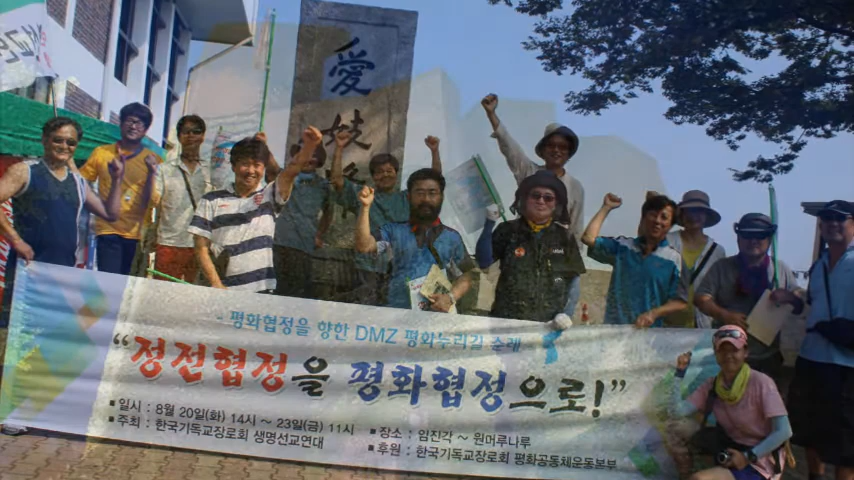 愛
妓
- 평화협정을 향한 DMZ 평화누리길 순례
“정전협정을 평화협정으로!”
■일시 : 8월 20일(화) 14시 ~ 23일(금) 11시
■주최 : 한국기독교장로회 생명선교연대
■장소 : 임진각 ~ 원머루나루
■후원 : 한국기독교장로회 평화공동체운동본부